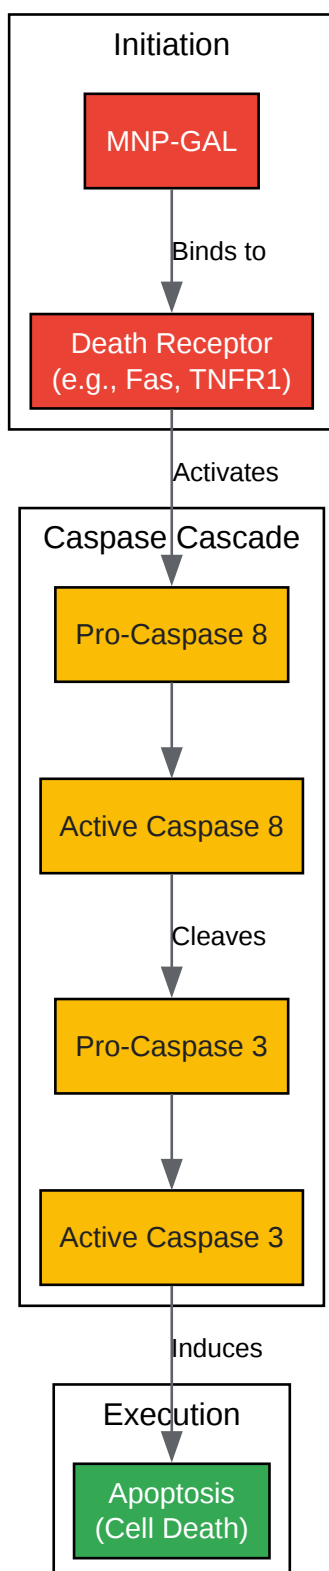 Initiation
MNP-GAL
Binds to
Death Receptor
(e.g., Fas, TNFR1)
Activates
Caspase Cascade
Pro-Caspase 8
Active Caspase 8
Cleaves
Pro-Caspase 3
Active Caspase 3
Induces
Execution
Apoptosis
(Cell Death)